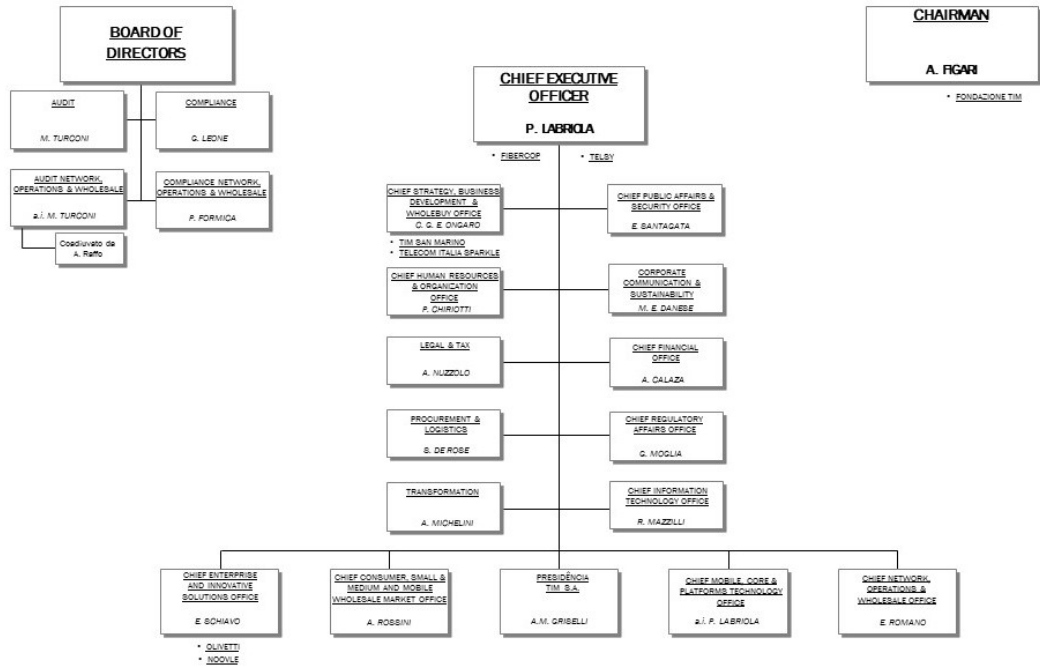 BOARD OF
DIRECTORS
AUDIT
M. TURCONI
COMPLIANCE
G. LEONE
AUDIT NETWORK,
OPERATIONS & WHOLESALE
a.i. M. TURCONI
COMPLIANCE NETWORK,
OPERATIONS & WHOLESALE
P. FORMICA
Coadiuvato da
A. Raffo
CHIEF EXECUTIVE
OFFICER
P. LABRIOLA
• FIBERCOP
• TELSY
CHAIRMAN
A. FIGARI
• FONDAZIONE TIM
CHIEF STRATEGY, BUSINESS
DEVELOPMENT &
WHOLEBUY OFFICE
C. G. E. ONGARO
• TIM SAN MARINO
• TELECOM ITALIA SPARKLE
CHIEF PUBLIC AFFAIRS &
SECURITY OFFICE
E. SANTAGATA
CHIEF HUMAN RESOURCES
& ORGANIZATION
OFFICE
P. CHIRIOTTI
CORPORATE
COMMUNICATION &
SUSTAINABILITY
M. E. DANESE
LEGAL & TAX
A. NUZZOLO
CHIEF FINANCIAL
OFFICE
A. CALAZA
PROCUREMENT &
LOGISTICS
S. DE ROSE
CHIEF REGULATORY
AFFAIRS OFFICE
G. MOGLIA
TRANSFORMATION
A. MICHELINI
CHIEF INFORMATION
TECHNOLOGY OFFICE
R. MAZZILLI
CHIEF ENTERPRISE
AND INNOVATIVE
SOLUTIONS OFFICE
E. SCHIAVO
• OLIVETTI
• NOOVLE
CHIEF CONSUMER, SMALL &
MEDIUM AND MOBILE
WHOLESALE MARKET OFFICE
A. ROSSINI
PRESIDÊNCIA
TIM S.A.
A.M. GRISELLI
CHIEF MOBILE, CORE &
PLATFORMS TECHNOLOGY
OFFICE
a.i. P. LABRIOLA
CHIEF NETWORK,
OPERATIONS &
WHOLESALE OFFICE
E. ROMANO